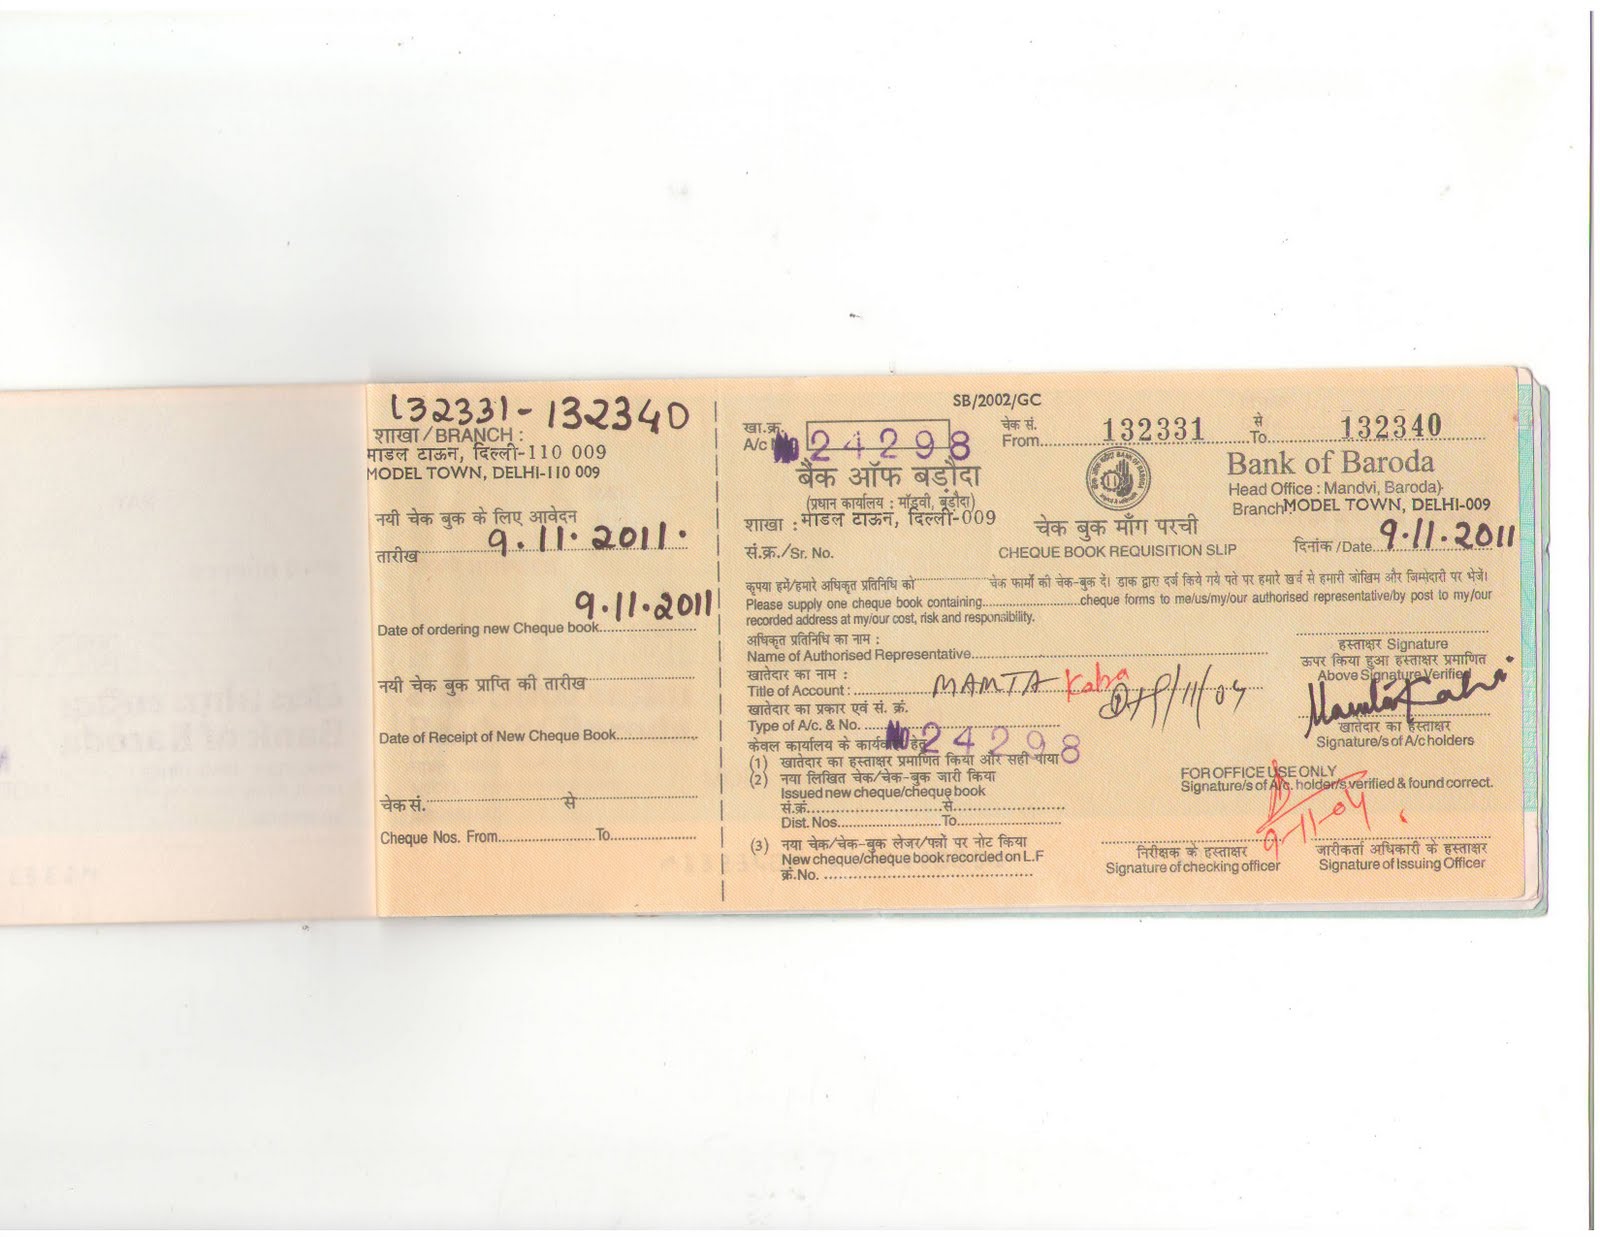 132331 - 132340
शाखा / BRANCH :
माडल टाऊन, दिल्ली-110 009
MODEL TOWN, DELHI-110 009
नयी चेक बुक के लिए आवेदन
तारीख 9.11.2011.
9.11.2011
Date of ordering new Cheque book
नयी चेक बुक प्राप्ति की तारीख
Date of Receipt of New Cheque Book
चेक सं. से
Cheque Nos. From To
SB/2002/GC
खा.क्र. चेक सं. से
A/c No 24298 From 132331 To 132340
बैंक ऑफ बड़ौदा Bank of Baroda
(प्रधान कार्यालय : माँडवी, बड़ौदा) Head Office : Mandvi, Baroda)
शाखा : माडल टाऊन, दिल्ली-009 चेक बुक माँग परची Branch MODEL TOWN, DELHI-009
सं.क्र./Sr. No. CHEQUE BOOK REQUISITION SLIP दिनांक /Date 9.11.2011
कृपया हमें/हमारे अधिकृत प्रतिनिधि को चेक फार्मों की चेक-बुक दें। डाक द्वारा दर्ज किये गये पते पर हमारे खर्च से हमारी जोखिम और जिम्मेदारी पर भेजें।
Please supply one cheque book containing cheque forms to me/us/my/our authorised representative/by post to my/our
recorded address at my/our cost, risk and responsibility.
अधिकृत प्रतिनिधि का नाम :
Name of Authorised Representative
हस्ताक्षर Signature
ऊपर किया हुआ हस्ताक्षर प्रमाणित
Above Signature Verified
खातेदार का नाम :
Title of Account : MAMTA
खातेदार का प्रकार एवं सं. क्रं.
Type of A/c. & No. No. 24298
खातेदार का हस्ताक्षर
Signature/s of A/c holders
केवल कार्यालय के कार्य हेतु
(1) खातेदार का हस्ताक्षर प्रमाणित किया और सही पाया
(2) नया लिखित चेक/चेक-बुक जारी किया
Issued new cheque/cheque book
सं.क्रं. से
Dist. Nos. To
FOR OFFICE USE ONLY
Signature/s of A/c. holder/s verified & found correct.
9-11-04
(3) नया चेक/चेक-बुक लेजर/पन्नों पर नोट किया
New cheque/cheque book recorded on L.F
क्रं.No.
निरीक्षक के हस्ताक्षर जारीकर्ता अधिकारी के हस्ताक्षर
Signature of checking officer Signature of Issuing Officer